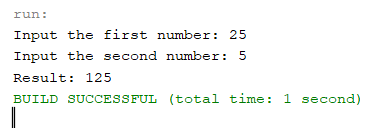 run:
Input the first number: 25
Input the second number: 5
Result: 125
BUILD SUCCESSFUL (total time: 1 second)